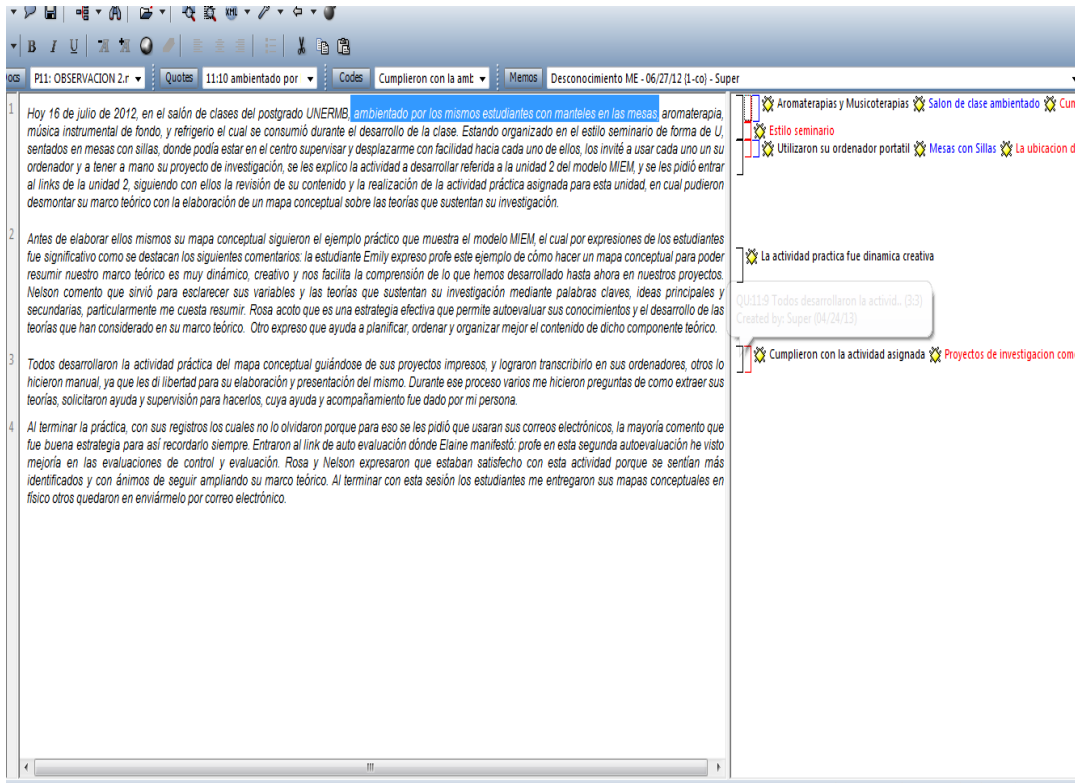 B I U
P11: OBSERVACION 2.r
Quotes
11:10 ambientado por
Codes
Cumplieron con la amt
Memos
Desconocimiento ME - 06/27/12 (1-co) - Super
1
Hoy 16 de julio de 2012, en el salón de clases del postgrado UNERMB, ambientado por los mismos estudiantes con manteles en las mesas, aromaterapia,
música instrumental de fondo, y refrigerio el cual se consumió durante el desarrollo de la clase. Estando organizado en el estilo seminario de forma de U,
sentados en mesas con sillas, donde podía estar en el centro supervisar y desplazarme con facilidad hacia cada uno de ellos, los invité a usar cada uno un su
ordenador y a tener a mano su proyecto de investigación, se les explico la actividad a desarrollar referida a la unidad 2 del modelo MIEM, y se les pidió entrar
al links de la unidad 2, siguiendo con ellos la revisión de su contenido y la realización de la actividad práctica asignada para esta unidad, en cual pudieron
desmontar su marco teórico con la elaboración de un mapa conceptual sobre las teorías que sustentan su investigación.
2
Antes de elaborar ellos mismos su mapa conceptual siguieron el ejemplo práctico que muestra el modelo MIEM, el cual por expresiones de los estudiantes
fue significativo como se destacan los siguientes comentarios: la estudiante Emily expreso profe este ejemplo de cómo hacer un mapa conceptual para poder
resumir nuestro marco teórico es muy dinámico, creativo y nos facilita la comprensión de lo que hemos desarrollado hasta ahora en nuestros proyectos.
Nelson comento que sirvió para esclarecer sus variables y las teorías que sustentan su investigación mediante palabras claves, ideas principales y
secundarias, particularmente me cuesta resumir. Rosa acoto que es una estrategia efectiva que permite autoevaluar sus conocimientos y el desarrollo de las
teorías que han considerado en su marco teórico. Otro expreso que ayuda a planificar, ordenar y organizar mejor el contenido de dicho componente teórico.
3
Todos desarrollaron la actividad práctica del mapa conceptual guiándose de sus proyectos impresos, y lograron transcribirlo en sus ordenadores, otros lo
hicieron manual, ya que les di libertad para su elaboración y presentación del mismo. Durante ese proceso varios me hicieron preguntas de como extraer sus
teorías, solicitaron ayuda y supervisión para hacerlos, cuya ayuda y acompañamiento fue dado por mi persona.
4
Al terminar la práctica, con sus registros los cuales no lo olvidaron porque para eso se les pidió que usaran sus correos electrónicos, la mayoría comento que
fue buena estrategia para así recordarlo siempre. Entraron al link de auto evaluación dónde Elaine manifestó: profe en esta segunda autoevaluación he visto
mejoría en las evaluaciones de control y evaluación. Rosa y Nelson expresaron que estaban satisfecho con esta actividad porque se sentían más
identificados y con ánimos de seguir ampliando su marco teórico. Al terminar con esta sesión los estudiantes me entregaron sus mapas conceptuales en
físico otros quedaron en enviármelo por correo electrónico.
Aromaterapias y Musicoterapias Salon de clase ambientado Cun
Estilo seminario
Utilizaron su ordenador portatil Mesas con Sillas La ubicacion d
La actividad practica fue dinamica creativa
QU:11:9 Todos desarrollaron la activid.. (3:3)
Created by: Super (04/24/13)
Cumplieron con la actividad asignada Proyectos de investigacion com